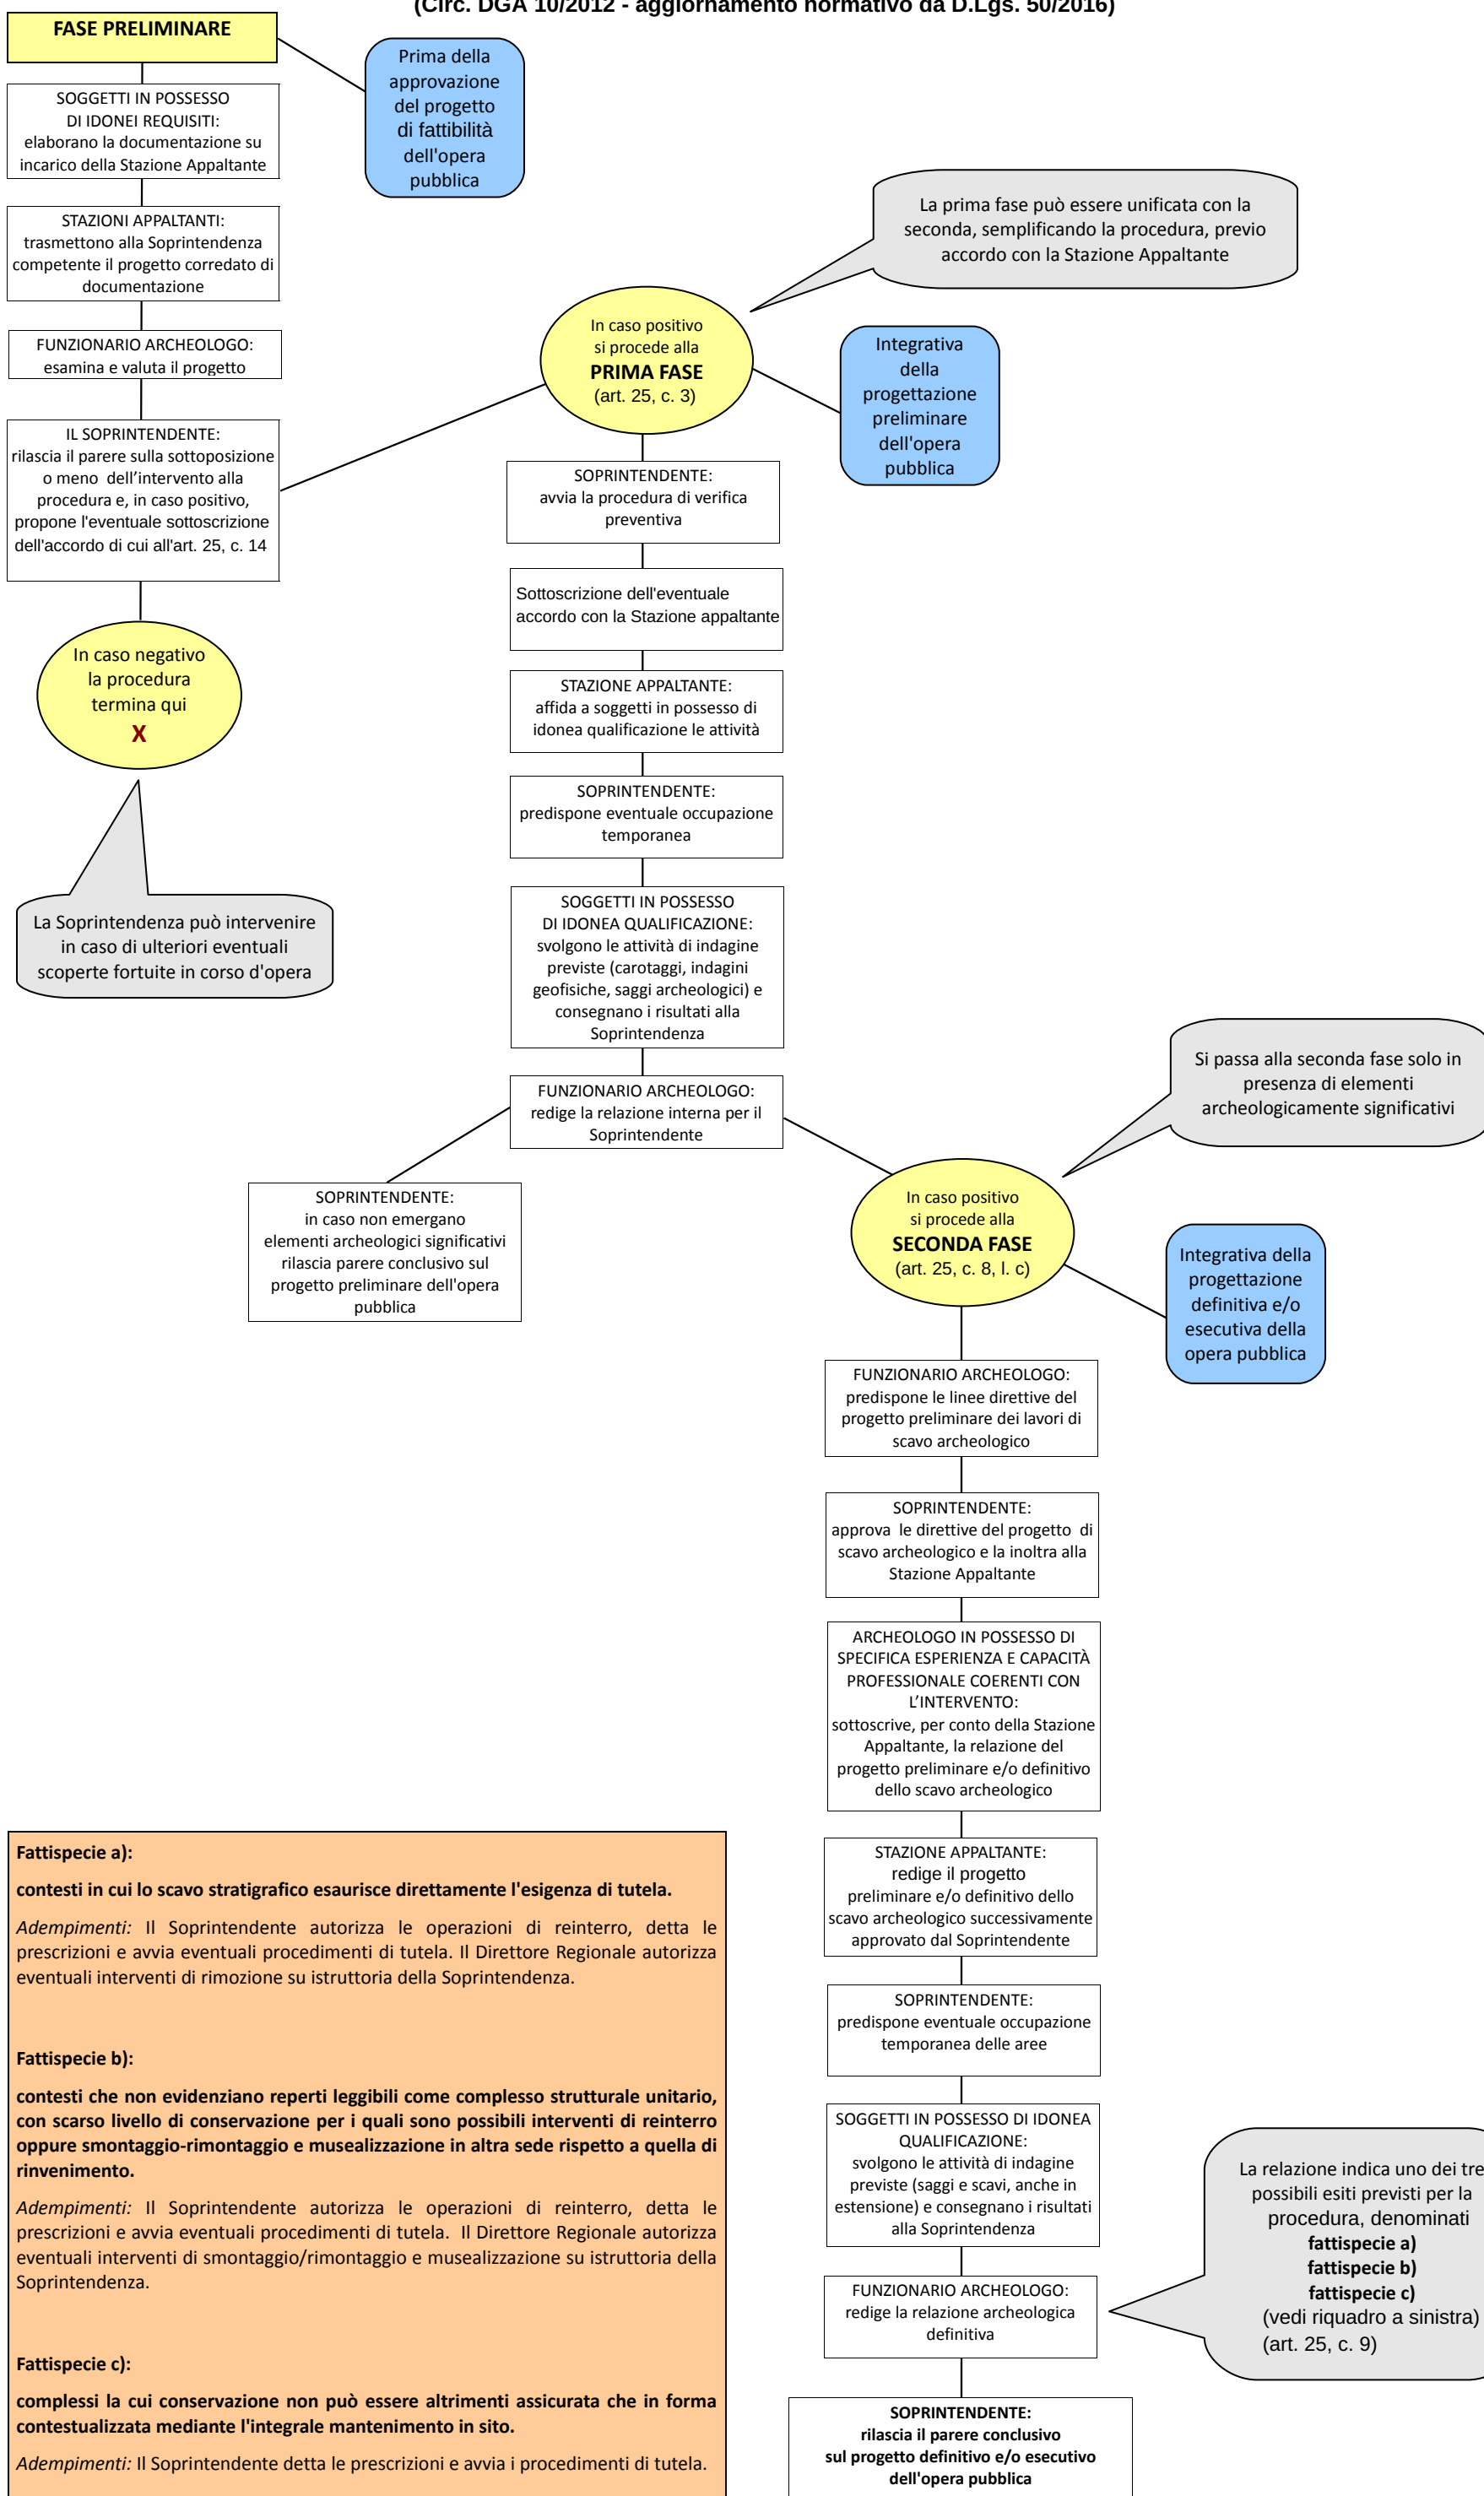 (Circ. DGA 10/2012 - aggiornamento normativo da D.Lgs. 50/2016)
FASE PRELIMINARE
Prima della
approvazione
del progetto
di fattibilità
dell'opera
pubblica
SOGGETTI IN POSSESSO
DI IDONEI REQUISITI:
elaborano la documentazione su
incarico della Stazione Appaltante
STAZIONI APPALTANTI:
trasmettono alla Soprintendenza
competente il progetto corredato di
documentazione
FUNZIONARIO ARCHEOLOGO:
esamina e valuta il progetto
IL SOPRINTENDENTE:
rilascia il parere sulla sottoposizione
o meno dell’intervento alla
procedura e, in caso positivo,
propone l'eventuale sottoscrizione
dell'accordo di cui all'art. 25, c. 14
In caso negativo
la procedura
termina qui
X
La Soprintendenza può intervenire
in caso di ulteriori eventuali
scoperte fortuite in corso d'opera
La prima fase può essere unificata con la
seconda, semplificando la procedura, previo
accordo con la Stazione Appaltante
In caso positivo
si procede alla
PRIMA FASE
(art. 25, c. 3)
Integrativa
della
progettazione
preliminare
dell'opera
pubblica
SOPRINTENDENTE:
avvia la procedura di verifica
preventiva
Sottoscrizione dell'eventuale
accordo con la Stazione appaltante
STAZIONE APPALTANTE:
affida a soggetti in possesso di
idonea qualificazione le attività
SOPRINTENDENTE:
predispone eventuale occupazione
temporanea
SOGGETTI IN POSSESSO
DI IDONEA QUALIFICAZIONE:
svolgono le attività di indagine
previste (carotaggi, indagini
geofisiche, saggi archeologici) e
consegnano i risultati alla
Soprintendenza
FUNZIONARIO ARCHEOLOGO:
redige la relazione interna per il
Soprintendente
SOPRINTENDENTE:
in caso non emergano
elementi archeologici significativi
rilascia parere conclusivo sul
progetto preliminare dell'opera
pubblica
Si passa alla seconda fase solo in
presenza di elementi
archeologicamente significativi
In caso positivo
si procede alla
SECONDA FASE
(art. 25, c. 8, l. c)
Integrativa della
progettazione
definitiva e/o
esecutiva della
opera pubblica
FUNZIONARIO ARCHEOLOGO:
predispone le linee direttive del
progetto preliminare dei lavori di
scavo archeologico
SOPRINTENDENTE:
approva le direttive del progetto di
scavo archeologico e la inoltra alla
Stazione Appaltante
ARCHEOLOGO IN POSSESSO DI
SPECIFICA ESPERIENZA E CAPACITÀ
PROFESSIONALE COERENTI CON
L’INTERVENTO:
sottoscrive, per conto della Stazione
Appaltante, la relazione del
progetto preliminare e/o definitivo
dello scavo archeologico
STAZIONE APPALTANTE:
redige il progetto
preliminare e/o definitivo dello
scavo archeologico successivamente
approvato dal Soprintendente
SOPRINTENDENTE:
predispone eventuale occupazione
temporanea delle aree
SOGGETTI IN POSSESSO DI IDONEA
QUALIFICAZIONE:
svolgono le attività di indagine
previste (saggi e scavi, anche in
estensione) e consegnano i risultati
alla Soprintendenza
FUNZIONARIO ARCHEOLOGO:
redige la relazione archeologica
definitiva
La relazione indica uno dei tre
possibili esiti previsti per la
procedura, denominati
fattispecie a)
fattispecie b)
fattispecie c)
(vedi riquadro a sinistra)
(art. 25, c. 9)
SOPRINTENDENTE:
rilascia il parere conclusivo
sul progetto definitivo e/o esecutivo
dell'opera pubblica
Fattispecie a):
contesti in cui lo scavo stratigrafico esaurisce direttamente l'esigenza di tutela.
Adempimenti: Il Soprintendente autorizza le operazioni di reinterro, detta le
prescrizioni e avvia eventuali procedimenti di tutela. Il Direttore Regionale autorizza
eventuali interventi di rimozione su istruttoria della Soprintendenza.
Fattispecie b):
contesti che non evidenziano reperti leggibili come complesso strutturale unitario,
con scarso livello di conservazione per i quali sono possibili interventi di reinterro
oppure smontaggio-rimontaggio e musealizzazione in altra sede rispetto a quella di
rinvenimento.
Adempimenti: Il Soprintendente autorizza le operazioni di reinterro, detta le
prescrizioni e avvia eventuali procedimenti di tutela. Il Direttore Regionale autorizza
eventuali interventi di smontaggio/rimontaggio e musealizzazione su istruttoria della
Soprintendenza.
Fattispecie c):
complessi la cui conservazione non può essere altrimenti assicurata che in forma
contestualizzata mediante l'integrale mantenimento in sito.
Adempimenti: Il Soprintendente detta le prescrizioni e avvia i procedimenti di tutela.